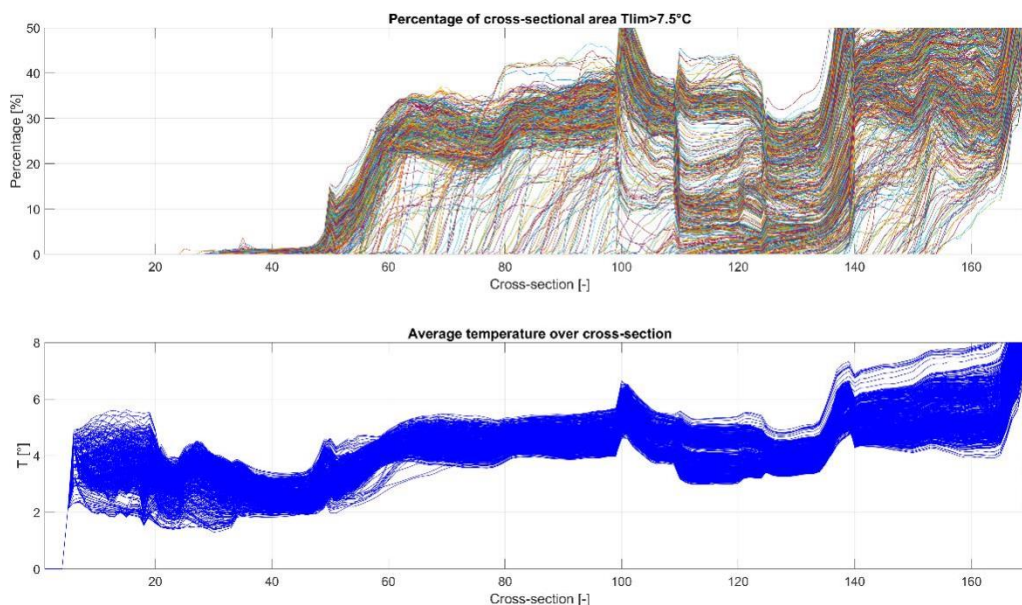 Percentage of cross-sectional area Tlim>7.5°C
50
40
30
20
10
0
Percentage [%]
20 40 60 80 100 120 140 160
Cross-section [-]
Average temperature over cross-section
8
6
4
2
0
T [°]
20 40 60 80 100 120 140 160
Cross-section [-]